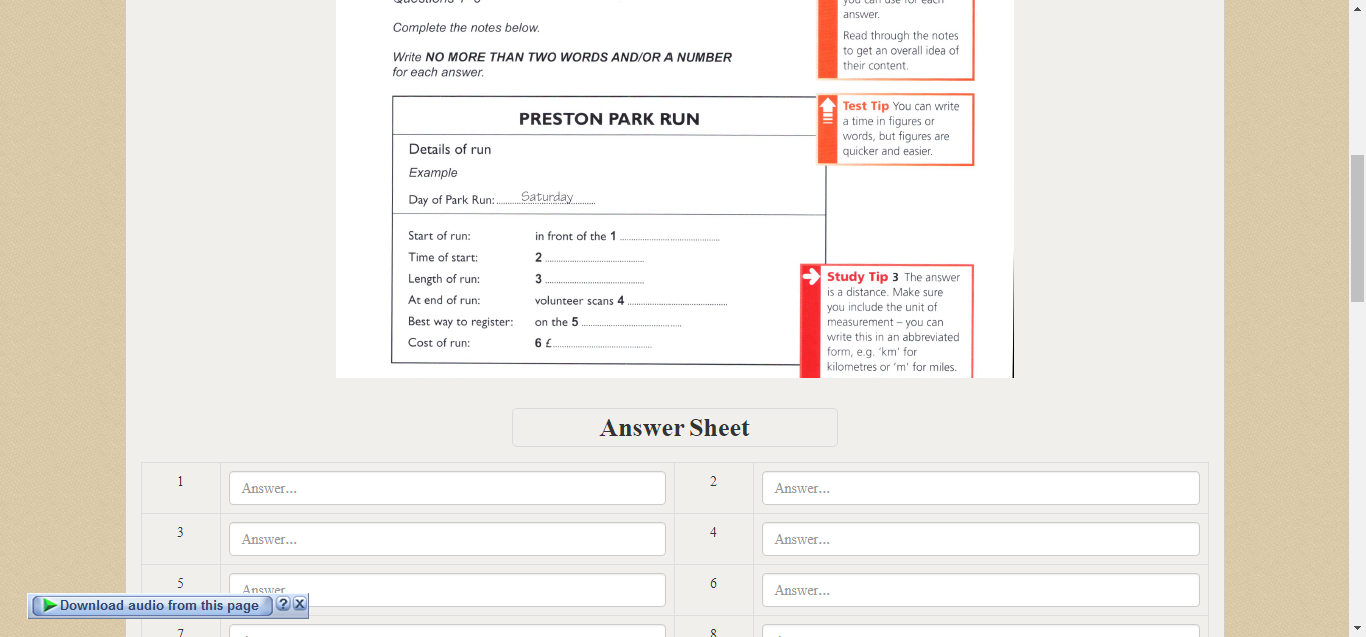 Complete the notes below.
Write NO MORE THAN TWO WORDS AND/OR A NUMBER
for each answer.
PRESTON PARK RUN
Details of run
Example
Day of Park Run: Saturday
Start of run: in front of the 1
Time of start: 2
Length of run: 3
At end of run: volunteer scans 4
Best way to register: on the 5
Cost of run: 6 £
answer.
Read through the notes
to get an overall idea of
their content.
Test Tip You can write
a time in figures or
words, but figures are
quicker and easier.
Study Tip 3 The answer
is a distance. Make sure
you include the unit of
measurement – you can
write this in an abbreviated
form, e.g. 'km' for
kilometres or 'm' for miles.
Answer Sheet
1 Answer... 2 Answer...
3 Answer... 4 Answer...
5 Answer 6 Answer...
7 8
Download audio from this page ? X